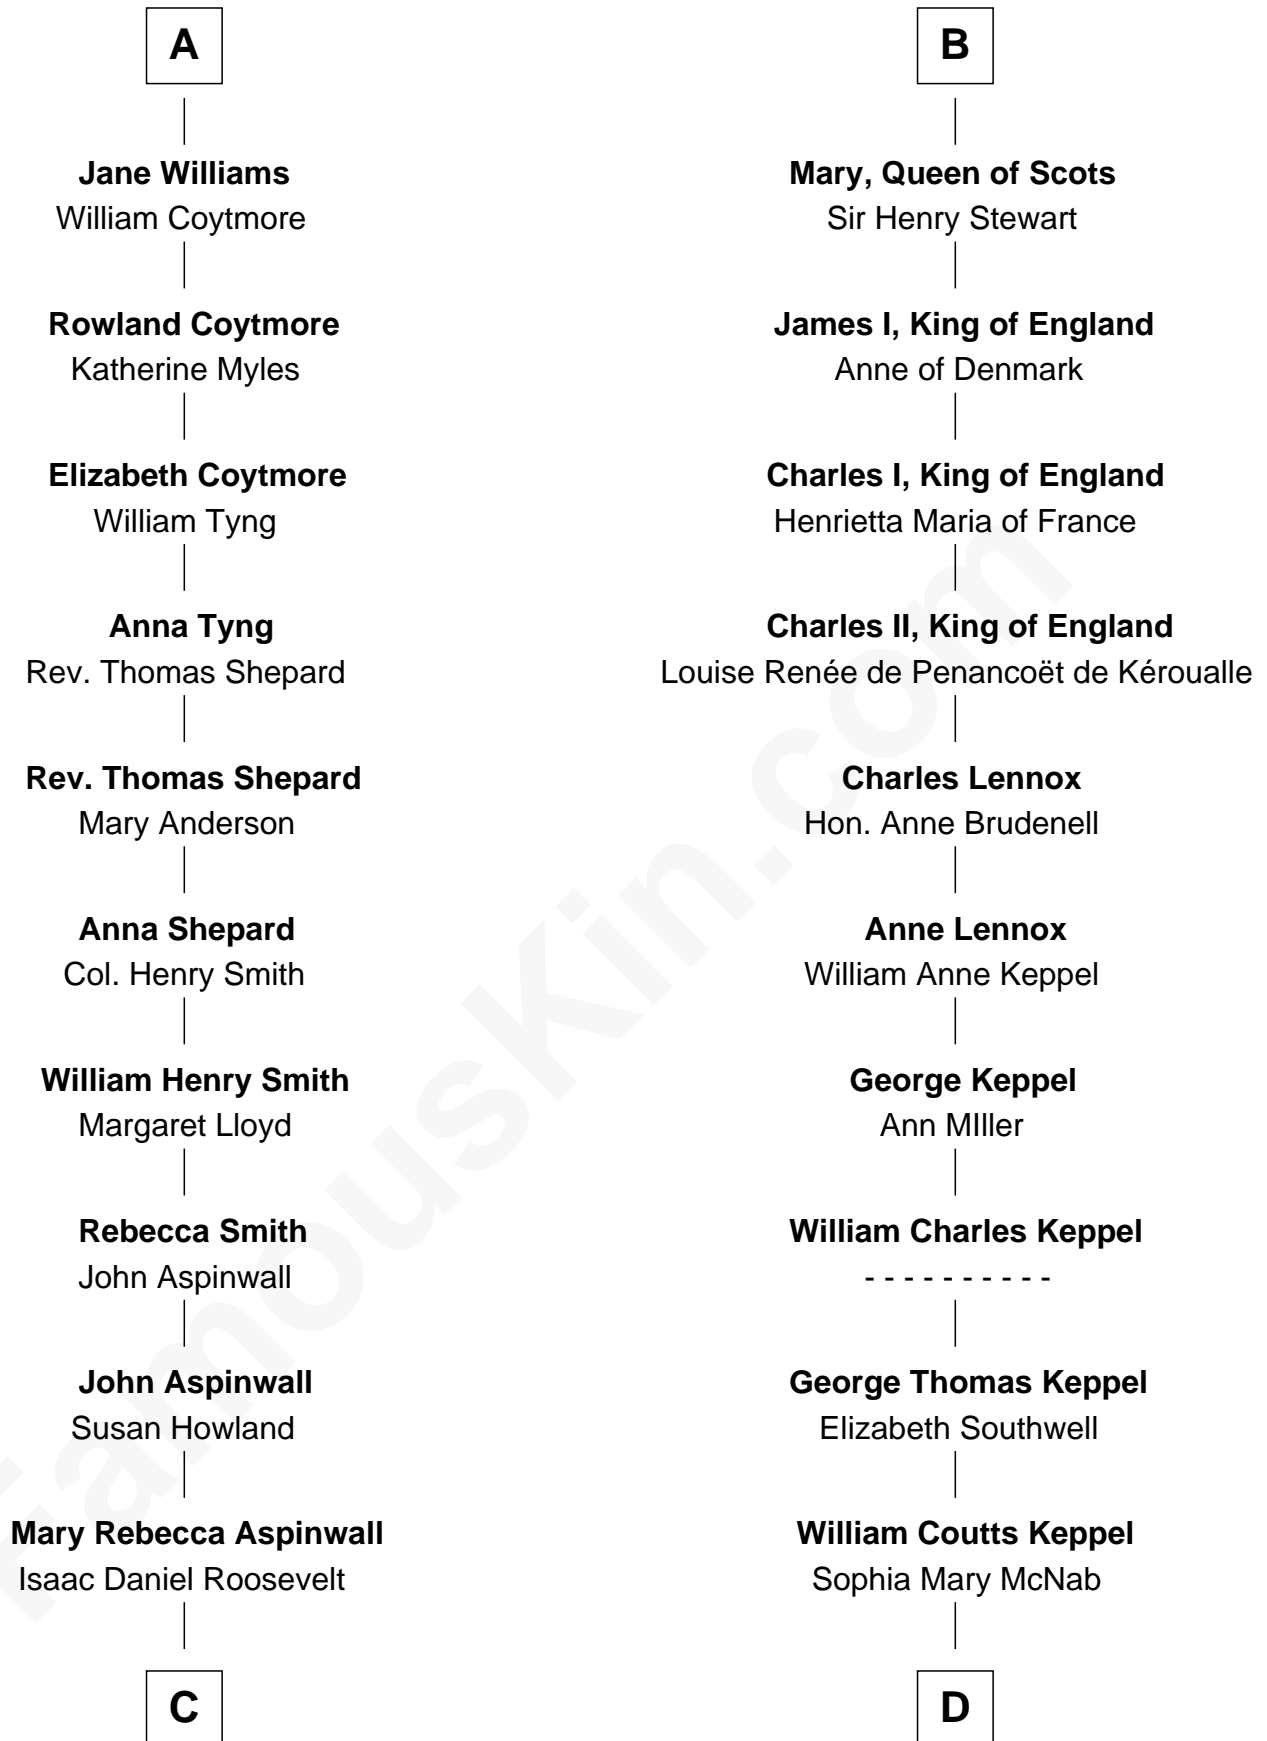 A
Jane Williams
William Coytmore
Rowland Coytmore
Katherine Myles
Elizabeth Coytmore
William Tyng
Anna Tyng
Rev. Thomas Shepard
Rev. Thomas Shepard
Mary Anderson
Anna Shepard
Col. Henry Smith
William Henry Smith
Margaret Lloyd
Rebecca Smith
John Aspinwall
John Aspinwall
Susan Howland
Mary Rebecca Aspinwall
Isaac Daniel Roosevelt
C
B
Mary, Queen of Scots
Sir Henry Stewart
James I, King of England
Anne of Denmark
Charles I, King of England
Henrietta Maria of France
Charles II, King of England
Louise Renée de Penancoët de Kéroualle
Charles Lennox
Hon. Anne Brudenell
Anne Lennox
William Anne Keppel
George Keppel
Ann MIller
William Charles Keppel
- - - - - - - - - -
George Thomas Keppel
Elizabeth Southwell
William Coutts Keppel
Sophia Mary McNab
D
FamousKin.com